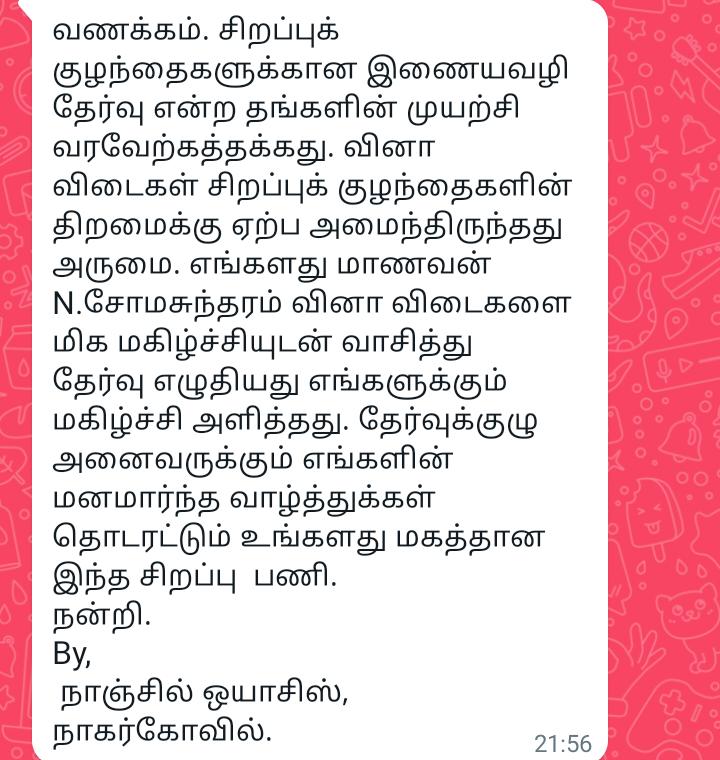 வணக்கம். சிறப்புக்
குழந்தைகளுக்கான இணையவழி
தேர்வு என்ற தங்களின் முயற்சி
வரவேற்கத்தக்கது. வினா
விடைகள் சிறப்புக் குழந்தைகளின்
திறமைக்கு ஏற்ப அமைந்திருந்தது
அருமை. எங்களது மாணவன்
N.சோமசுந்தரம் வினா விடைகளை
மிக மகிழ்ச்சியுடன் வாசித்து
தேர்வு எழுதியது எங்களுக்கும்
மகிழ்ச்சி அளித்தது. தேர்வுக்குழு
அனைவருக்கும் எங்களின்
மனமார்ந்த வாழ்த்துக்கள்
தொடரட்டும் உங்களது மகத்தான
இந்த சிறப்பு  பணி.
நன்றி.
By,
நாஞ்சில் ஒயாசிஸ்,
நாகர்கோவில்.
21:56